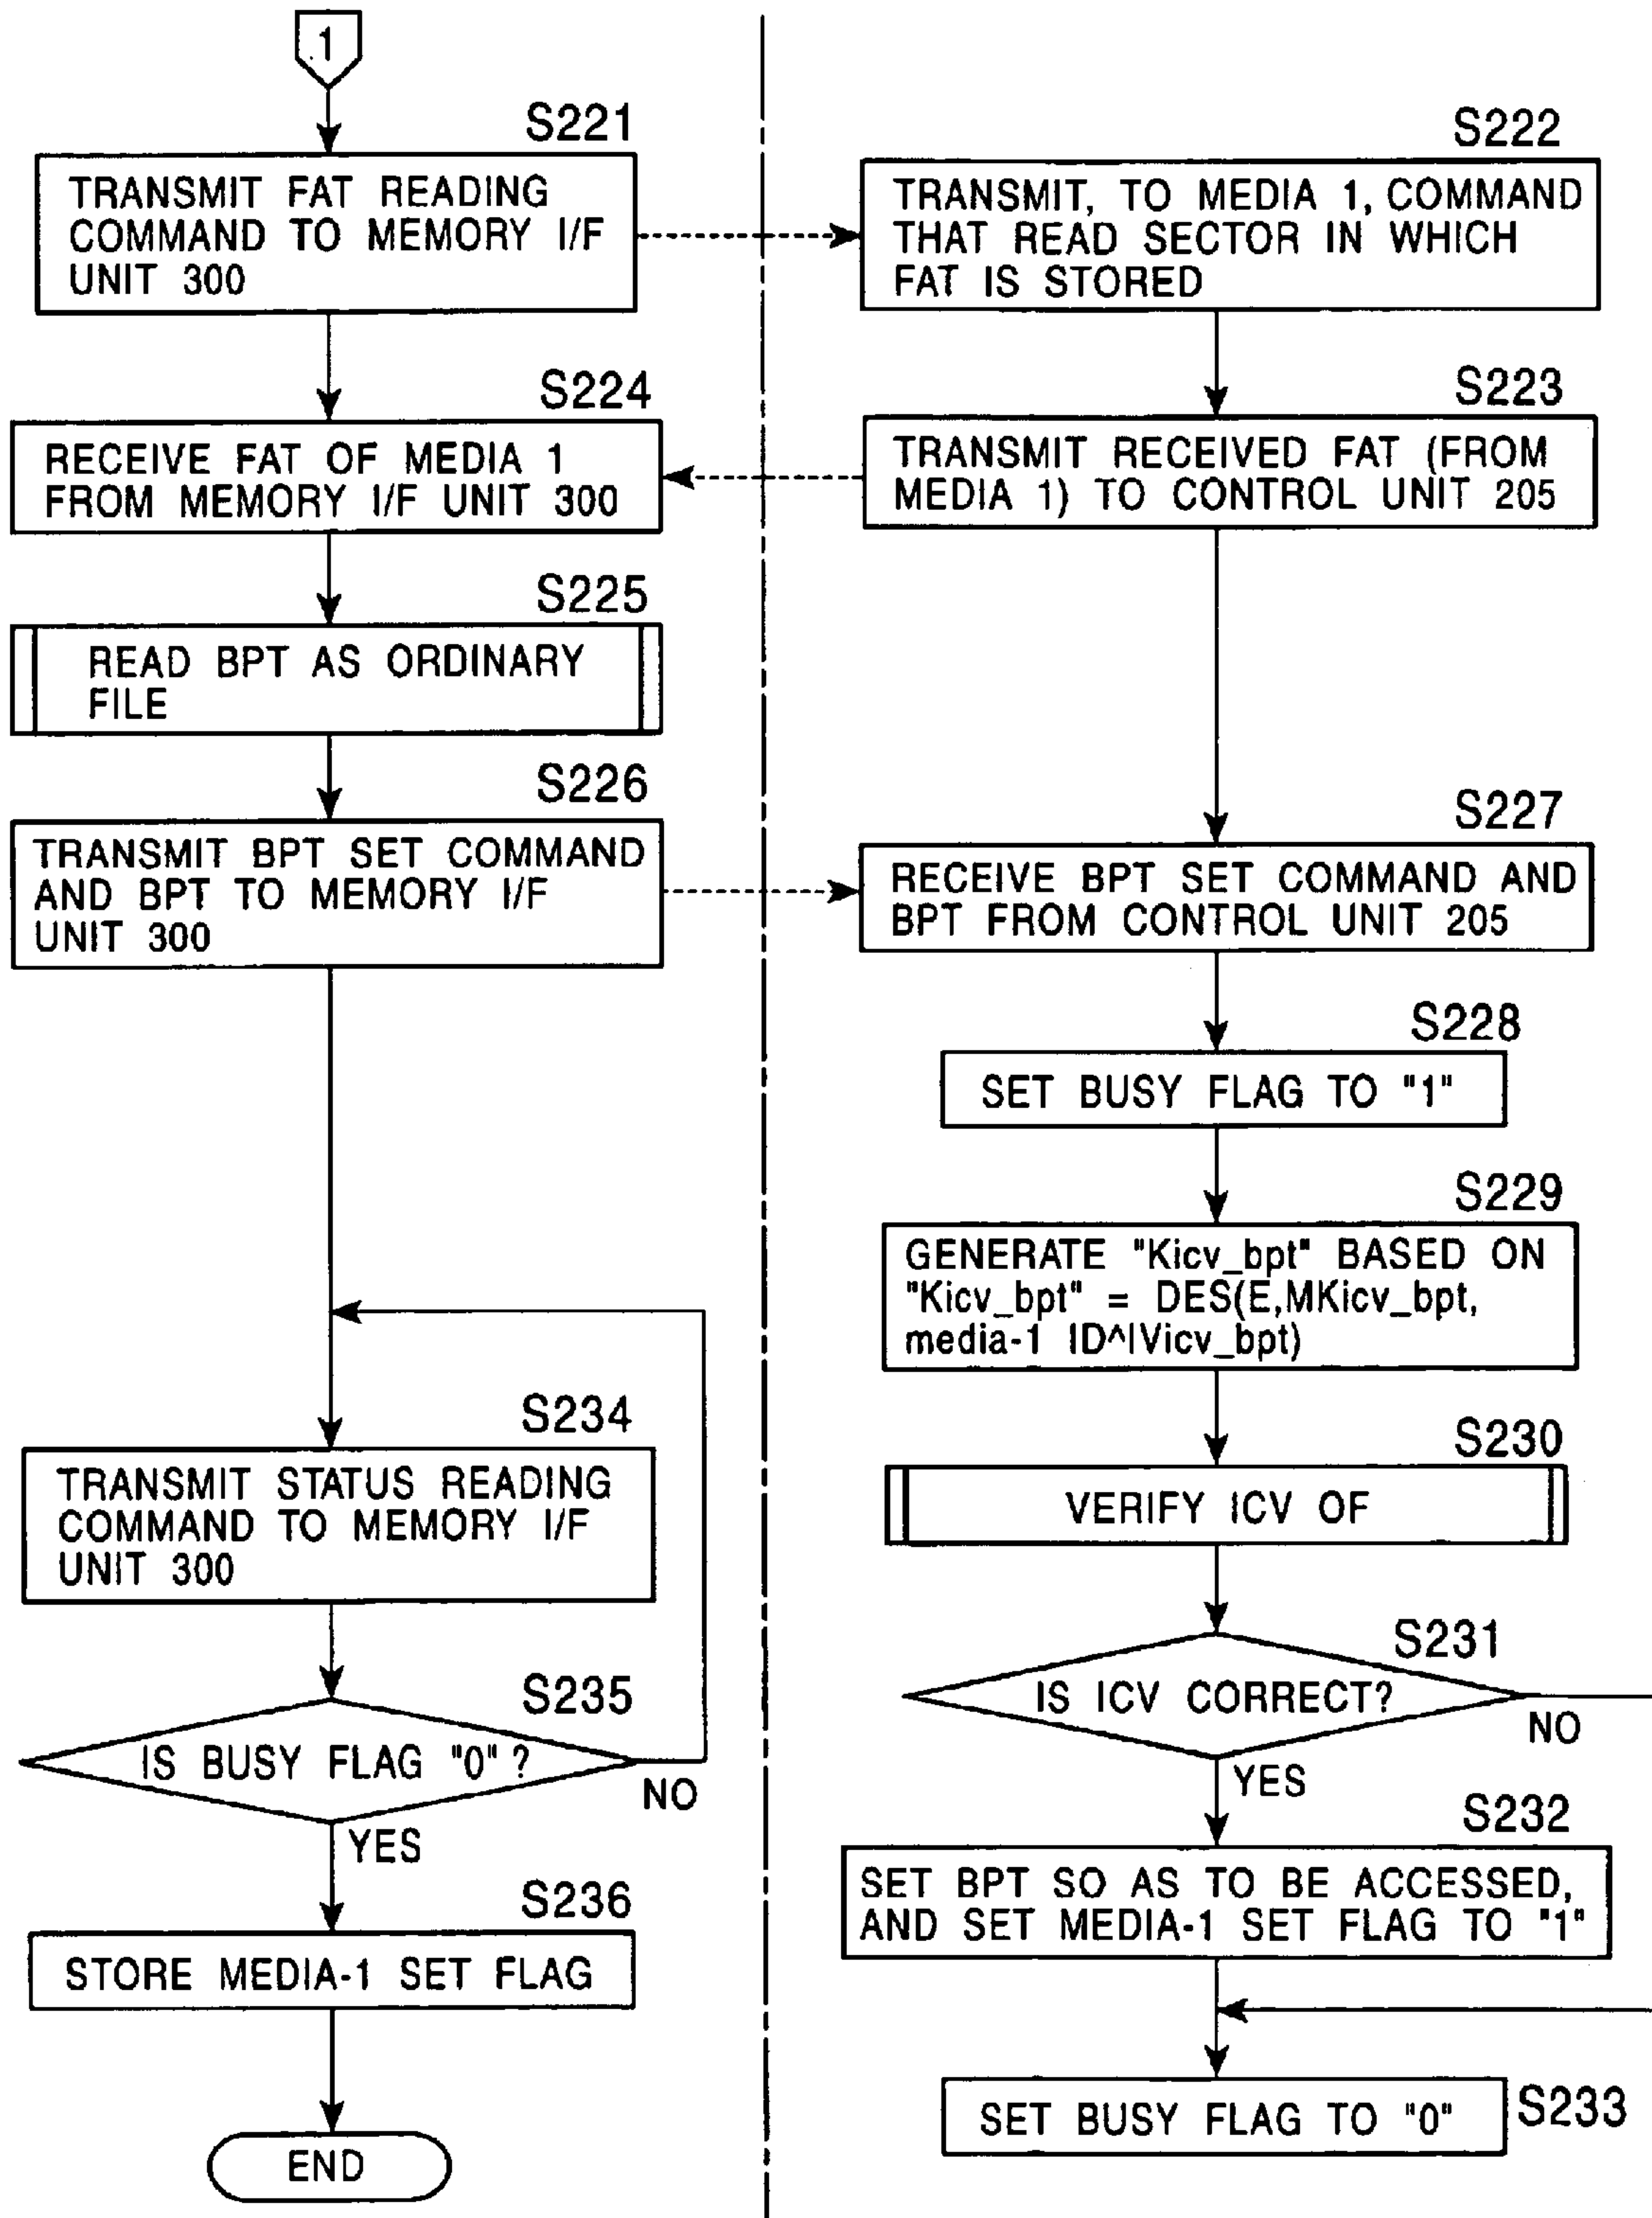 1
S221
TRANSMIT FAT READING
COMMAND TO MEMORY I/F
UNIT 300
S222
TRANSMIT, TO MEDIA 1, COMMAND
THAT READ SECTOR IN WHICH
FAT IS STORED
S224
RECEIVE FAT OF MEDIA 1
FROM MEMORY I/F UNIT 300
S223
TRANSMIT RECEIVED FAT (FROM
MEDIA 1) TO CONTROL UNIT 205
S225
READ BPT AS ORDINARY
FILE
S226
TRANSMIT BPT SET COMMAND
AND BPT TO MEMORY I/F
UNIT 300
S227
RECEIVE BPT SET COMMAND AND
BPT FROM CONTROL UNIT 205
S228
SET BUSY FLAG TO "1"
S229
GENERATE "Kicv_bpt" BASED ON
"Kicv_bpt" = DES(E,MKicv_bpt,
media-1 ID^IVicv_bpt)
S234
TRANSMIT STATUS READING
COMMAND TO MEMORY I/F
UNIT 300
S230
VERIFY ICV OF
S231
IS ICV CORRECT?
NO
YES
S235
IS BUSY FLAG "0" ?
NO
YES
S232
SET BPT SO AS TO BE ACCESSED,
AND SET MEDIA-1 SET FLAG TO "1"
S236
STORE MEDIA-1 SET FLAG
S233
SET BUSY FLAG TO "0"
END